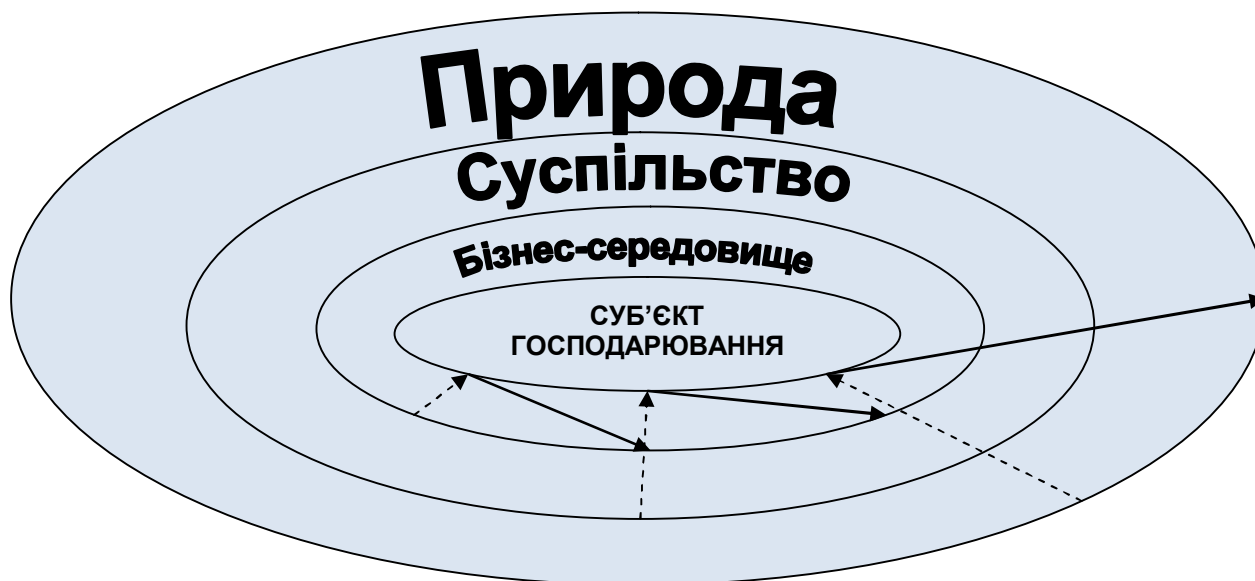 Природа
Суспільство
Бізнес-середовище
СУБ’ЄКТ
ГОСПОДАРЮВАННЯ